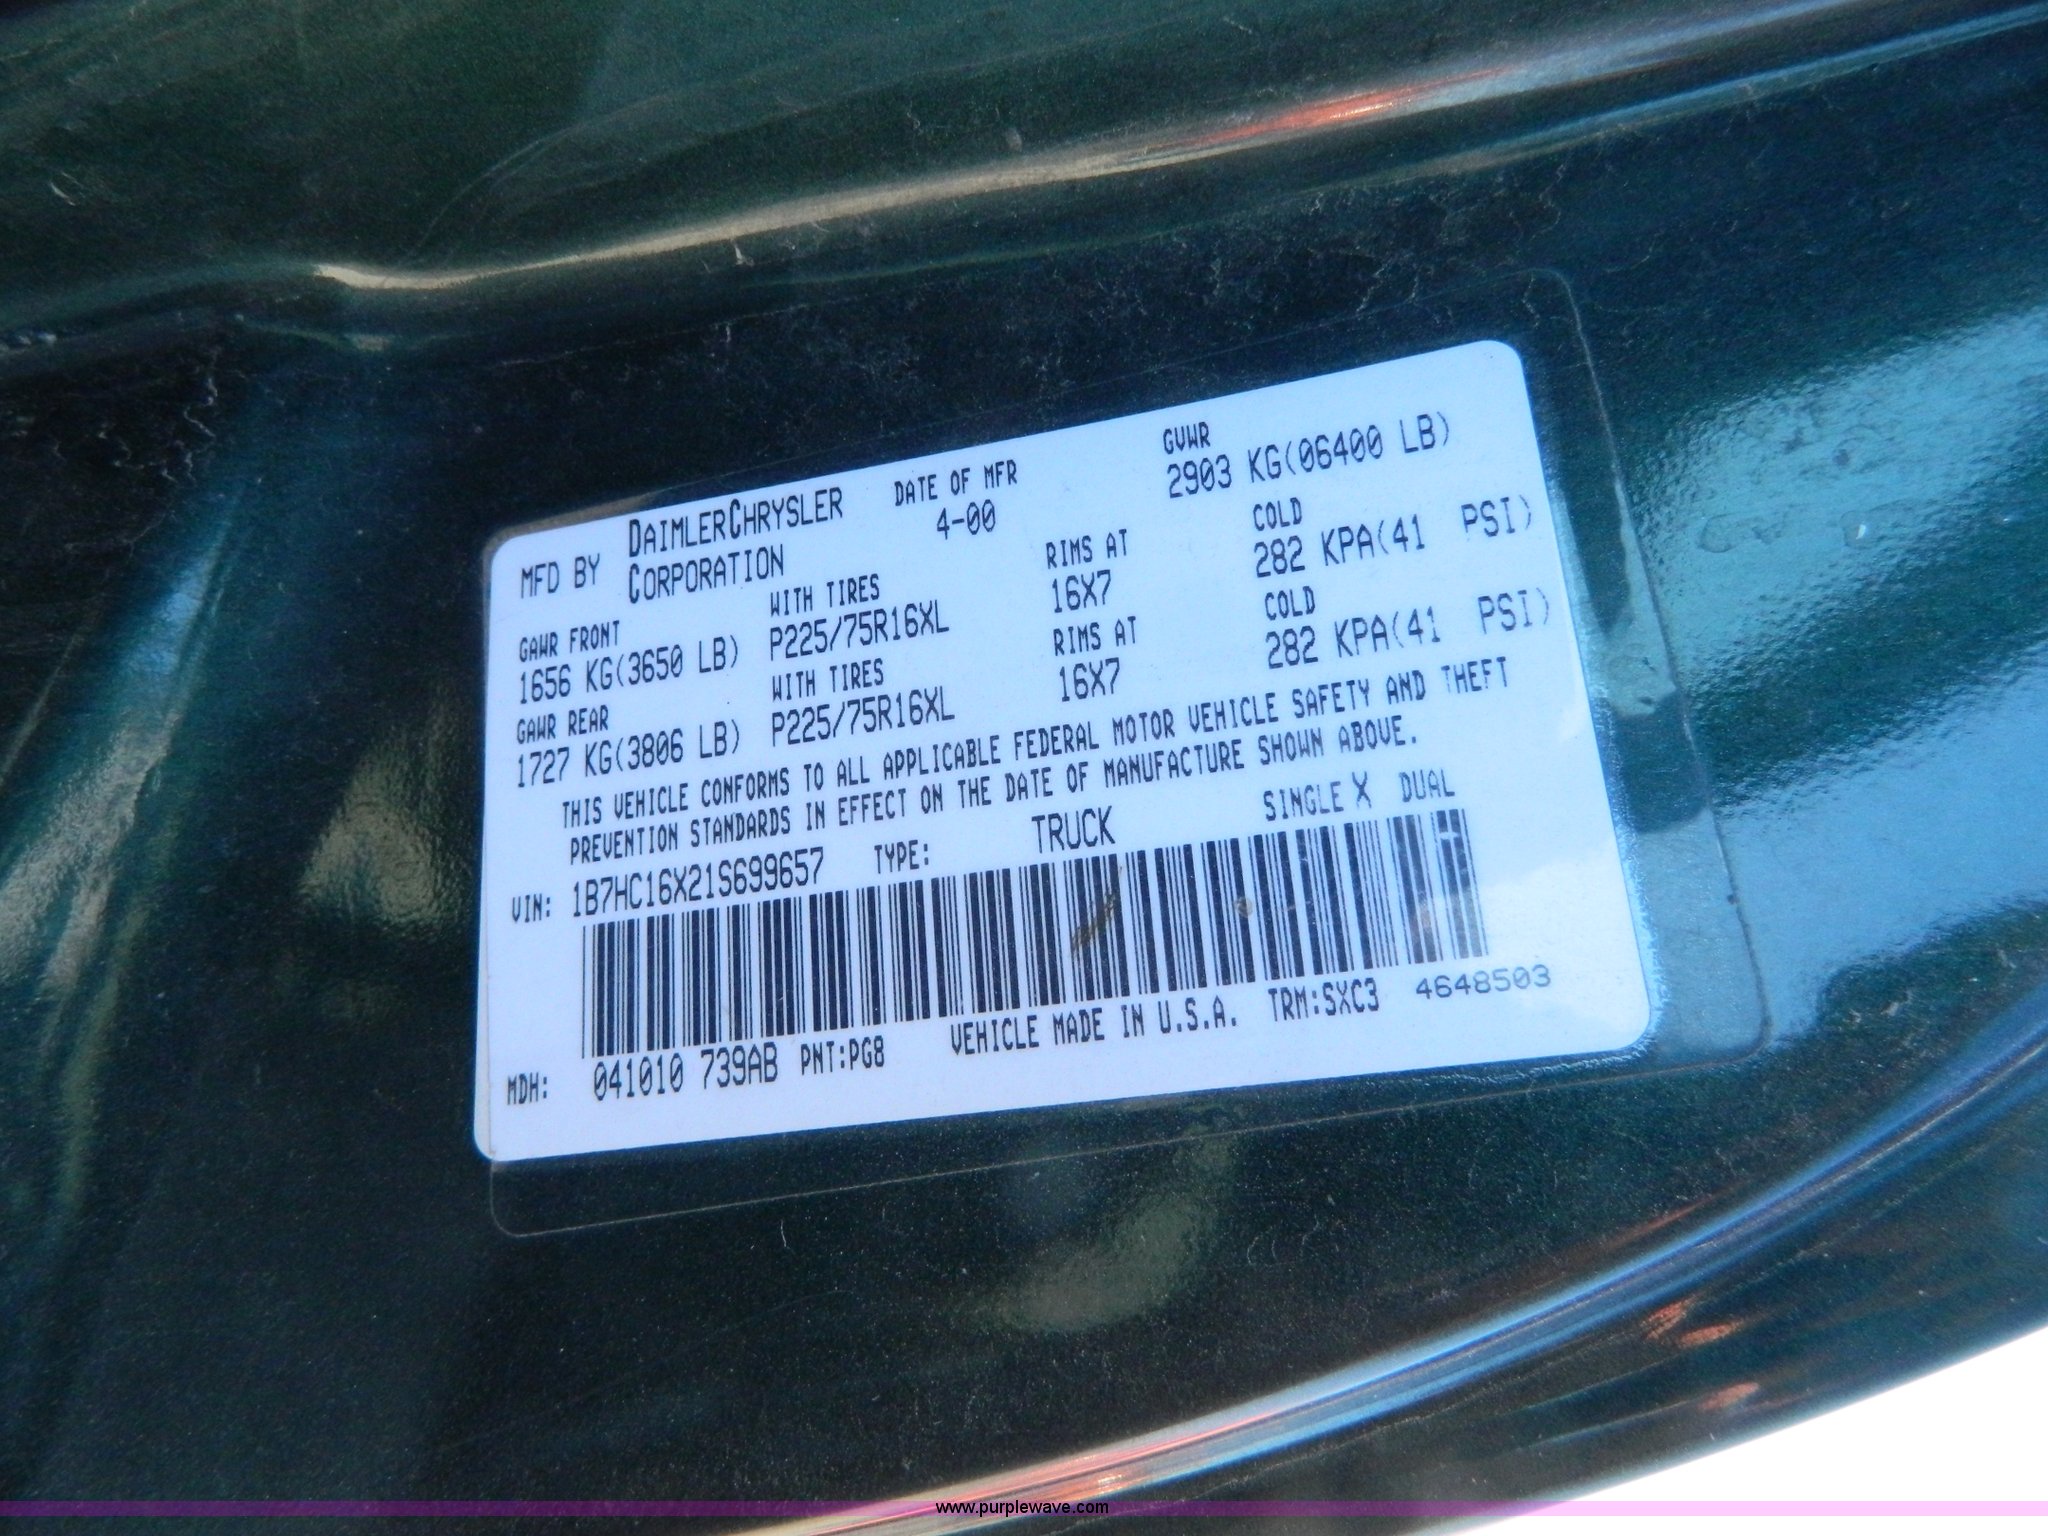 MFD BY DAIMLERCHRYSLER CORPORATION
DATE OF MFR
4-00
GVWR
2903 KG(06400 LB)
GAWR FRONT WITH TIRES RIMS AT COLD
1656 KG(3650 LB) P225/75R16XL 16X7 282 KPA(41 PSI)
GAWR REAR WITH TIRES RIMS AT COLD
1727 KG(3806 LB) P225/75R16XL 16X7 282 KPA(41 PSI)
THIS VEHICLE CONFORMS TO ALL APPLICABLE FEDERAL MOTOR VEHICLE SAFETY AND THEFT
PREVENTION STANDARDS IN EFFECT ON THE DATE OF MANUFACTURE SHOWN ABOVE.
VIN: 1B7HC16X21S699657 TYPE: TRUCK SINGLE X DUAL
MDH: 041010 739AB PNT:PG8 VEHICLE MADE IN U.S.A. TRM:SXC3 4648503
www.purplewave.com